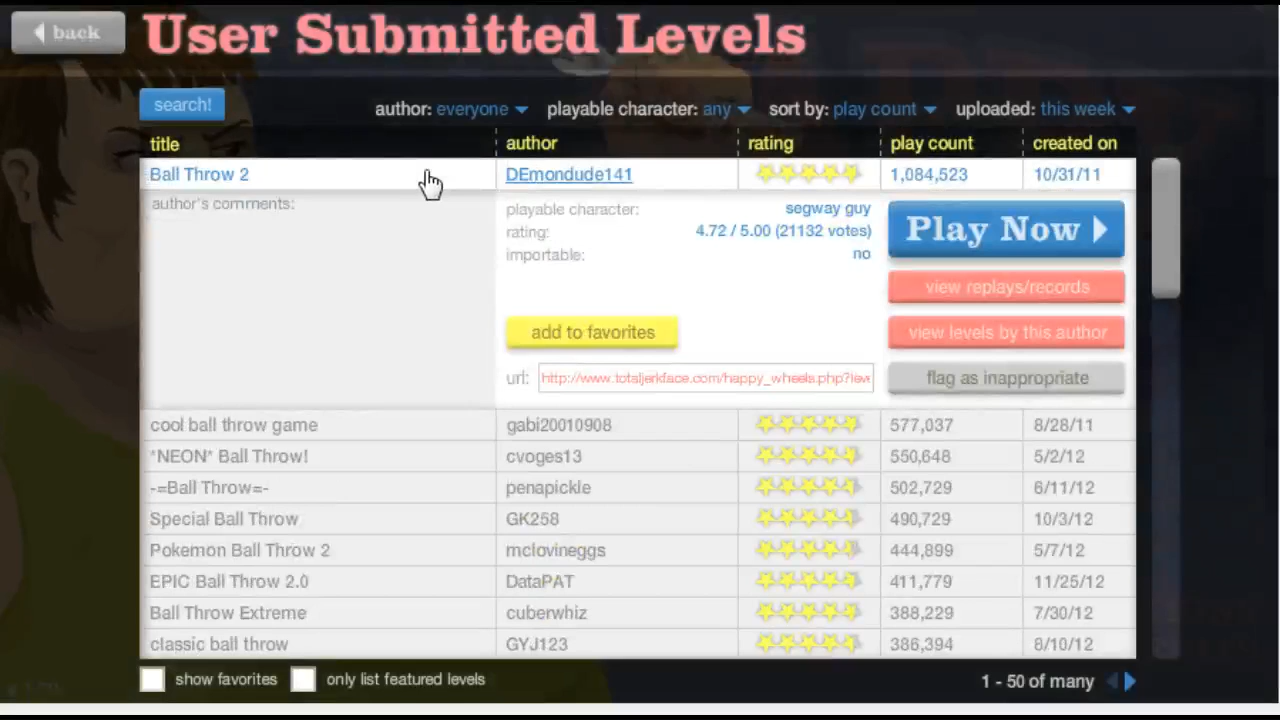 back
User Submitted Levels
search!
author: everyone
playable character: any
sort by: play count
uploaded: this week
title author rating play count created on
Ball Throw 2 DEmondude141 1,084,523 10/31/11
author's comments:
playable character: segway guy
rating: 4.72 / 5.00 (21132 votes)
importable: no
Play Now
view replays/records
add to favorites
view levels by this author
url: http://www.totaljerkface.com/happy_wheels.php?leve
flag as inappropriate
cool ball throw game gabi20010908 577,037 8/28/11
*NEON* Ball Throw! cvoges13 550,648 5/2/12
-=Ball Throw=- penapickle 502,729 6/11/12
Special Ball Throw GK258 490,729 10/3/12
Pokemon Ball Throw 2 mclovineggs 444,899 5/7/12
EPIC Ball Throw 2.0 DataPAT 411,779 11/25/12
Ball Throw Extreme cuberwhiz 388,229 7/30/12
classic ball throw GYJ123 386,394 8/10/12
show favorites only list featured levels 1 - 50 of many